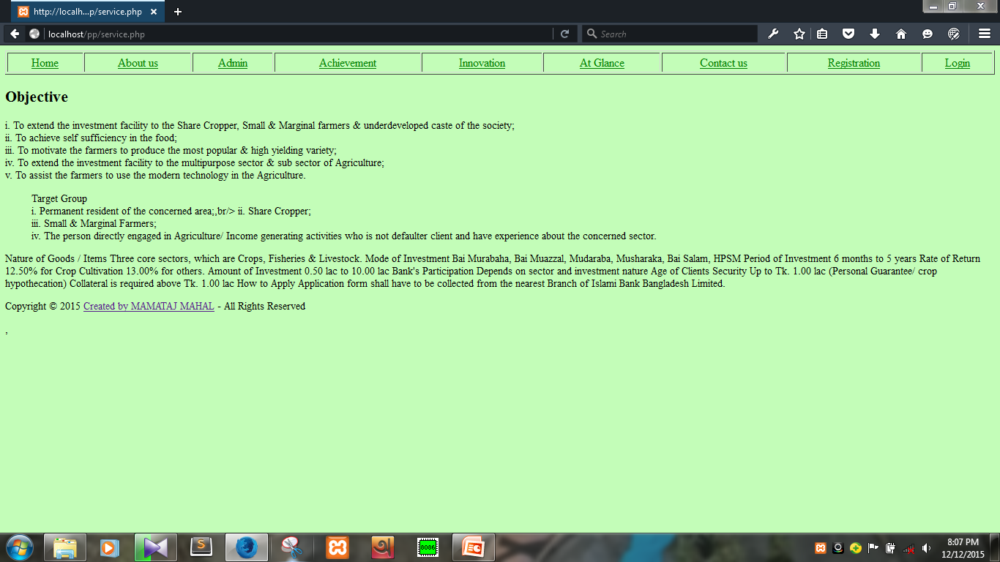 http://localh...p/service.php
localhost/pp/service.php
Search
Home About us Admin Achievement Innovation At Glance Contact us Registration Login
Objective
i. To extend the investment facility to the Share Cropper, Small & Marginal farmers & underdeveloped caste of the society;
ii. To achieve self sufficiency in the food;
iii. To motivate the farmers to produce the most popular & high yielding variety;
iv. To extend the investment facility to the multipurpose sector & sub sector of Agriculture;
v. To assist the farmers to use the modern technology in the Agriculture.
Target Group
i. Permanent resident of the concerned area;,br/> ii. Share Cropper;
iii. Small & Marginal Farmers;
iv. The person directly engaged in Agriculture/ Income generating activities who is not defaulter client and have experience about the concerned sector.
Nature of Goods / Items Three core sectors, which are Crops, Fisheries & Livestock. Mode of Investment Bai Murabaha, Bai Muazzal, Mudaraba, Musharaka, Bai Salam, HPSM Period of Investment 6 months to 5 years Rate of Return
12.50% for Crop Cultivation 13.00% for others. Amount of Investment 0.50 lac to 10.00 lac Bank's Participation Depends on sector and investment nature Age of Clients Security Up to Tk. 1.00 lac (Personal Guarantee/ crop
hypothecation) Collateral is required above Tk. 1.00 lac How to Apply Application form shall have to be collected from the nearest Branch of Islami Bank Bangladesh Limited.
Copyright © 2015 Created by MAMATAJ MAHAL - All Rights Reserved
,
8086
8:07 PM
12/12/2015